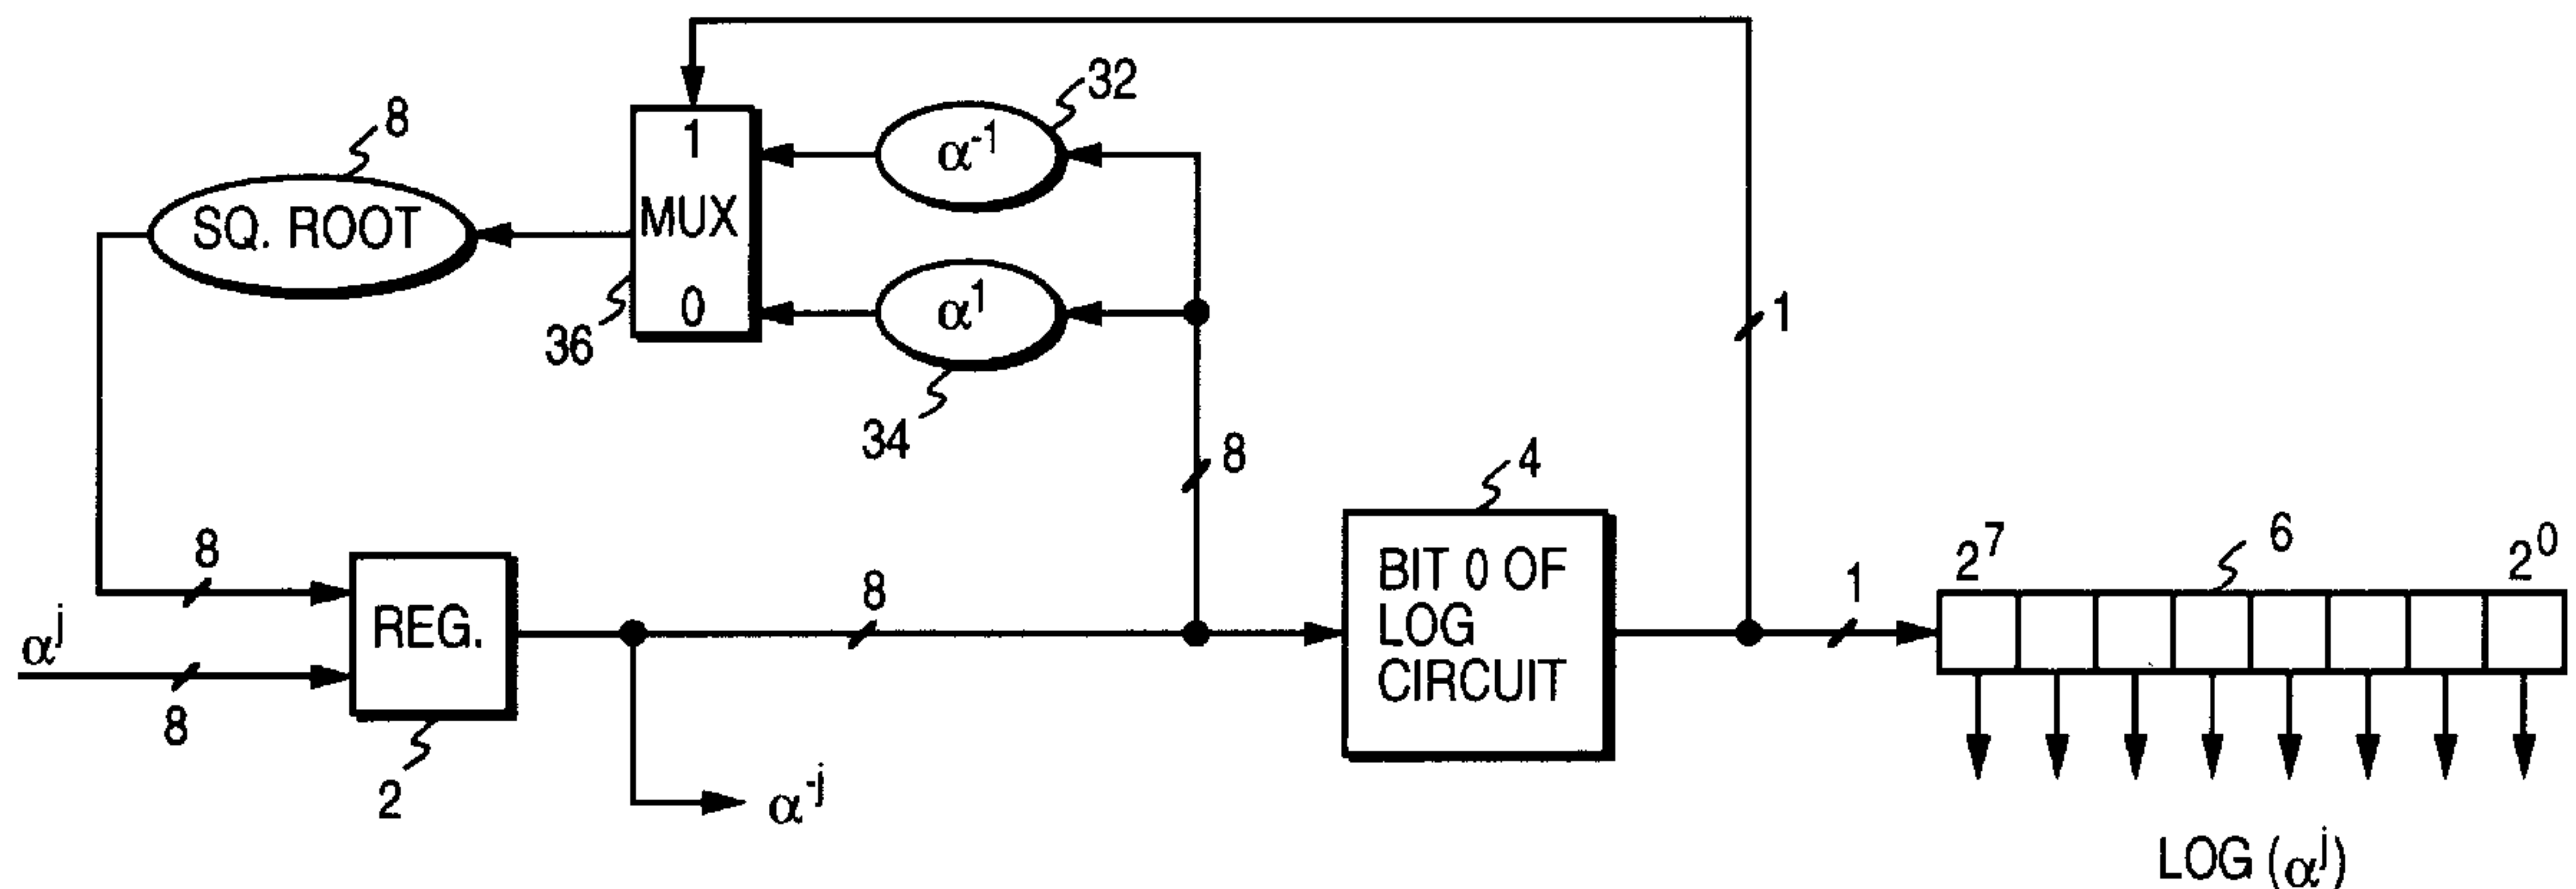 1
32
8
α⁻¹
1
SQ. ROOT
MUX
36
0
α¹
34
1
8
4
8
8
REG.
αʲ
8
2
α⁻ʲ
BIT 0 OF
LOG
CIRCUIT
1
2⁷
6
2⁰
LOG (αʲ)